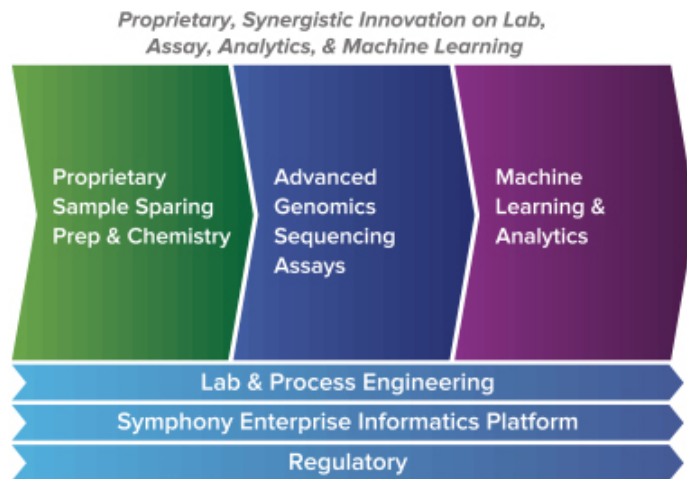 Proprietary, Synergistic Innovation on Lab,
Assay, Analytics, & Machine Learning
Proprietary
Sample Sparing
Prep & Chemistry
Advanced
Genomics
Sequencing
Assays
Machine
Learning &
Analytics
Lab & Process Engineering
Symphony Enterprise Informatics Platform
Regulatory